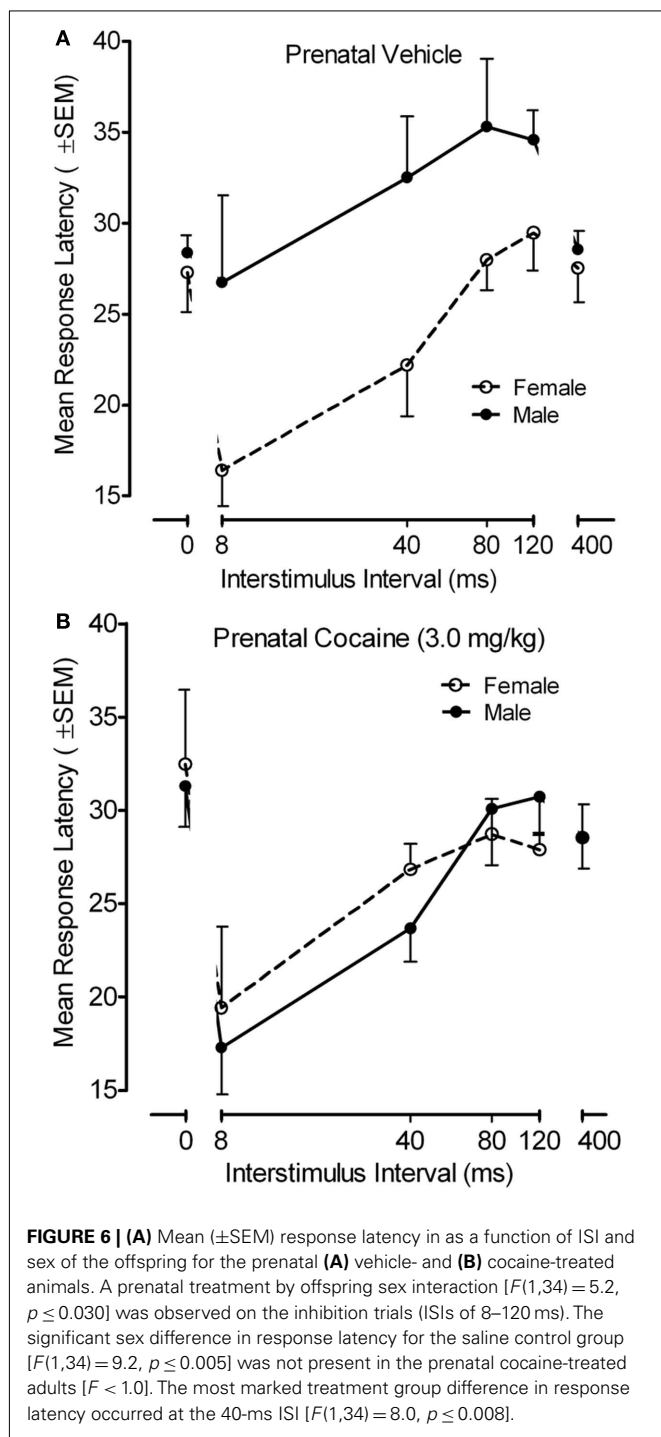 A
Prenatal Vehicle
Mean Response Latency ( ±SEM)
40
35
30
25
20
15
Female
Male
0 8 40 80 120 400
Interstimulus Interval (ms)
B
Prenatal Cocaine (3.0 mg/kg)
Mean Response Latency ( ±SEM)
40
35
30
25
20
15
Female
Male
0 8 40 80 120 400
Interstimulus Interval (ms)
FIGURE 6 | (A) Mean (±SEM) response latency in as a function of ISI and
sex of the offspring for the prenatal (A) vehicle- and (B) cocaine-treated
animals. A prenatal treatment by offspring sex interaction [F(1,34) = 5.2,
p ≤ 0.030] was observed on the inhibition trials (ISIs of 8–120 ms). The
significant sex difference in response latency for the saline control group
[F(1,34) = 9.2, p ≤ 0.005] was not present in the prenatal cocaine-treated
adults [F < 1.0]. The most marked treatment group difference in response
latency occurred at the 40-ms ISI [F(1,34) = 8.0, p ≤ 0.008].